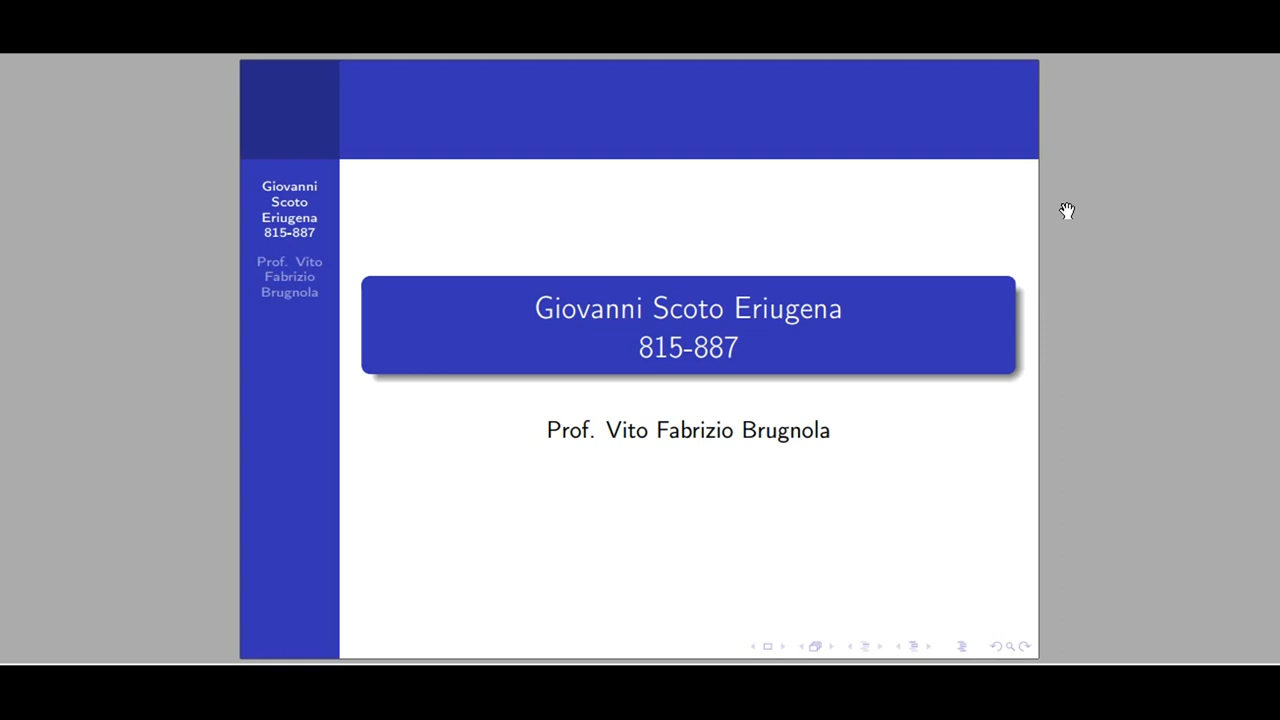 Giovanni
Scoto
Eriugena
815-887
Prof. Vito
Fabrizio
Brugnola
Giovanni Scoto Eriugena
815-887
Prof. Vito Fabrizio Brugnola